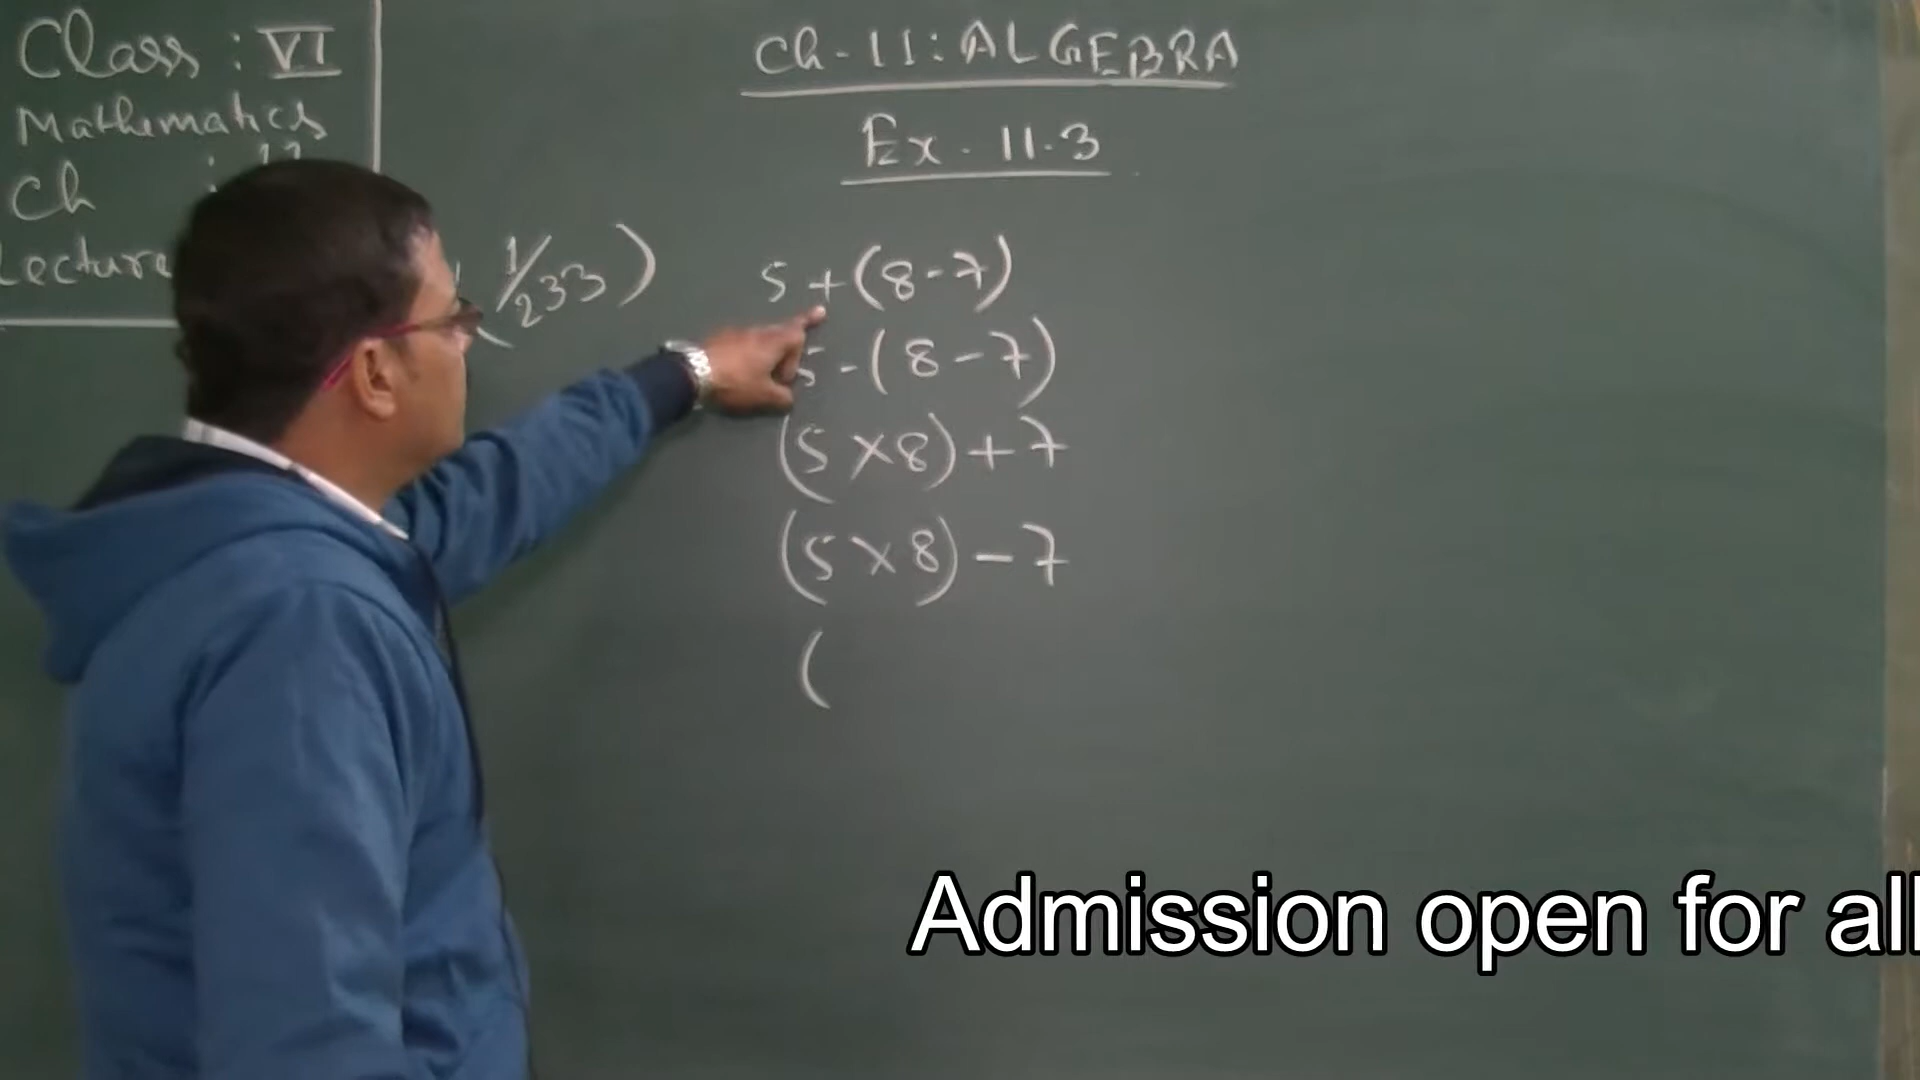 Class : VI
Mathematics
Ch : 11
Lecture
Ch-11: ALGEBRA
Ex. 11.3
(1/233)
5+(8-7)
5-(8-7)
(5×8)+7
(5×8)-7
(
Admission open for all